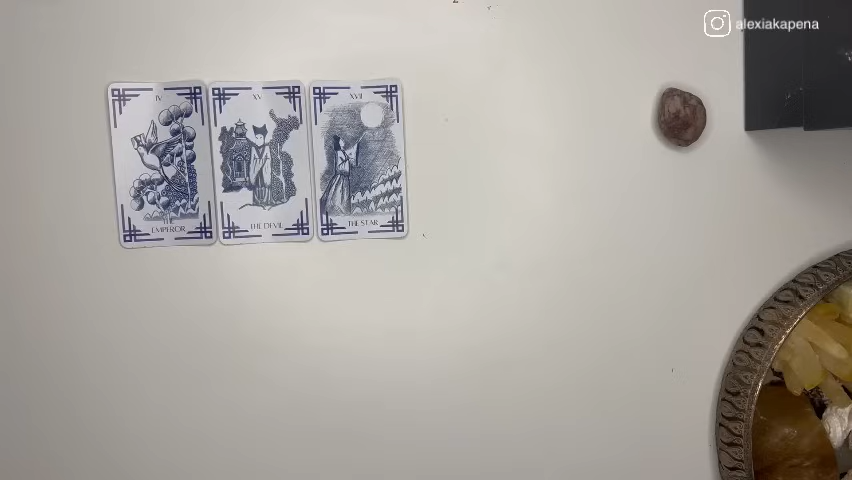 alexiakapena
IV
THE
EMPEROR
XV
THE DEVIL
XVII
THE STAR